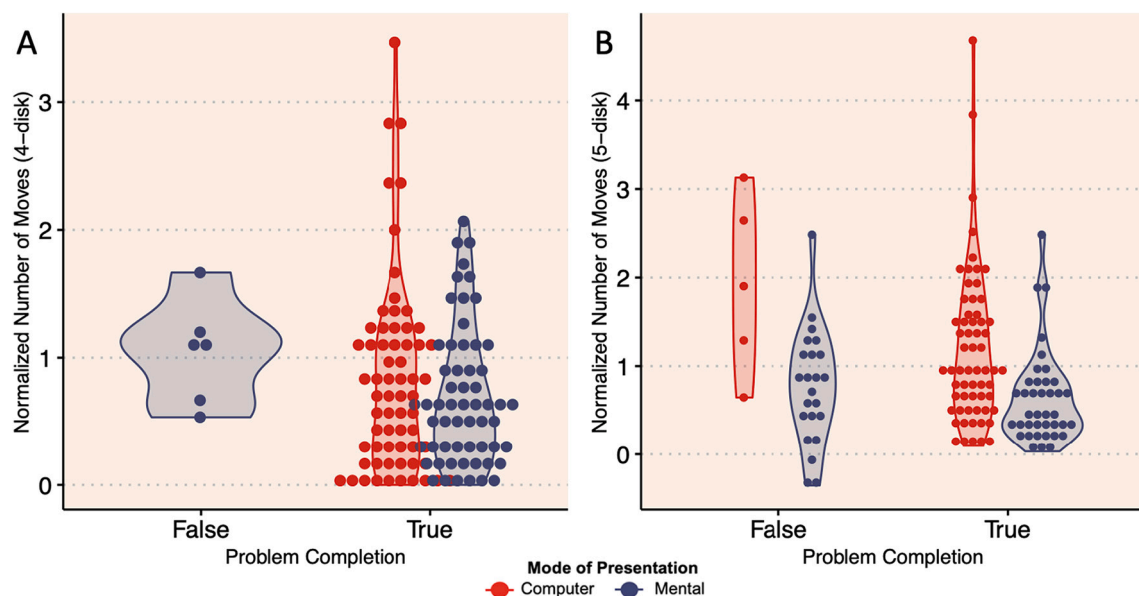 A
Normalized Number of Moves (4-disk)
3
2
1
0
False
True
Problem Completion
B
Normalized Number of Moves (5-disk)
4
3
2
1
0
False
True
Problem Completion
Mode of Presentation
Computer Mental